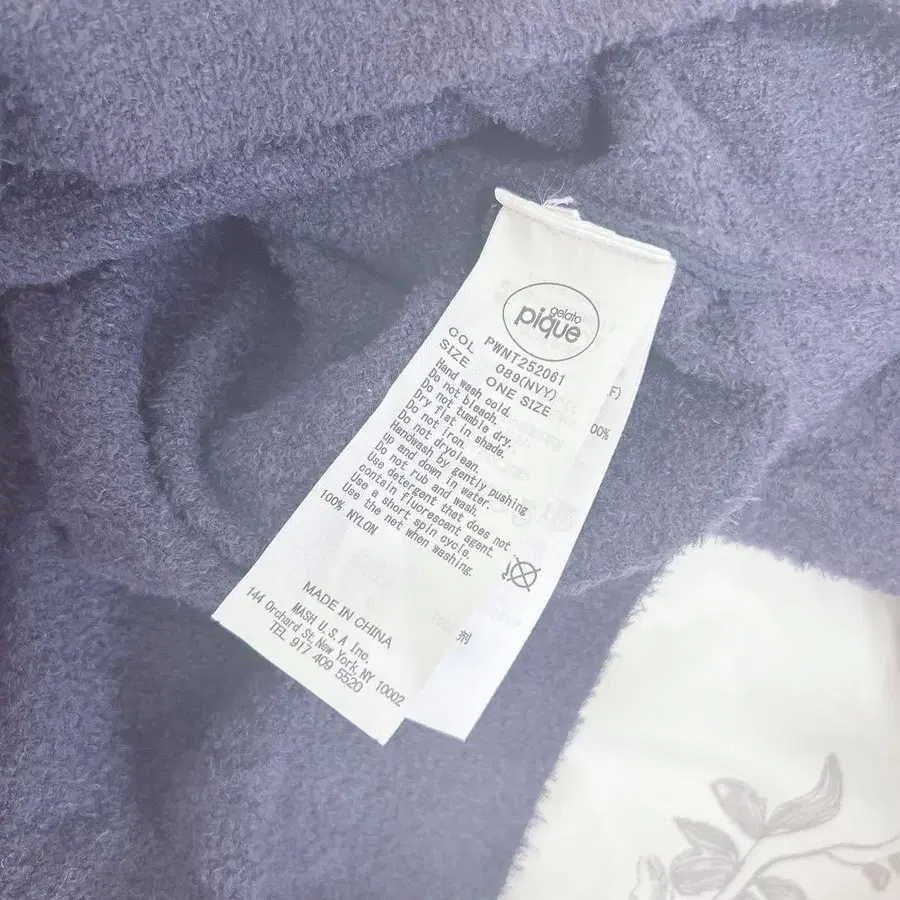 gelato
pique
PWNT252061
COL 089(NVY)
SIZE ONE SIZE
Hand wash cold.
Do not bleach.
Do not tumble dry.
Dry flat in shade.
Do not iron.
Do not dryclean.
Handwash by gently pushing
up and down in water.
Do not rub and wash.
Use detergent that does not
contain fluorescent agent.
Use a short spin cycle.
Use the net when washing.
100% NYLON
MADE IN CHINA
MASH U.S.A Inc.
144 Orchard St, New York, NY 10002
TEL 917 409 5520
F)
00%
剤